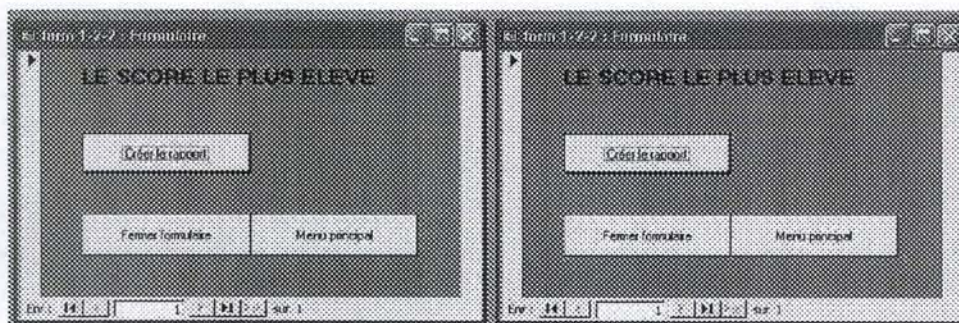 form 1-2-2 : Formulaire
LE SCORE LE PLUS ELEVE
Créer le rapport
Fermer formulaire
Menu principal
Enr : 1 sur 1
form 1-2-2 : Formulaire
LE SCORE LE PLUS ELEVE
Créer le rapport
Fermer formulaire
Menu principal
Enr : 1 sur 1